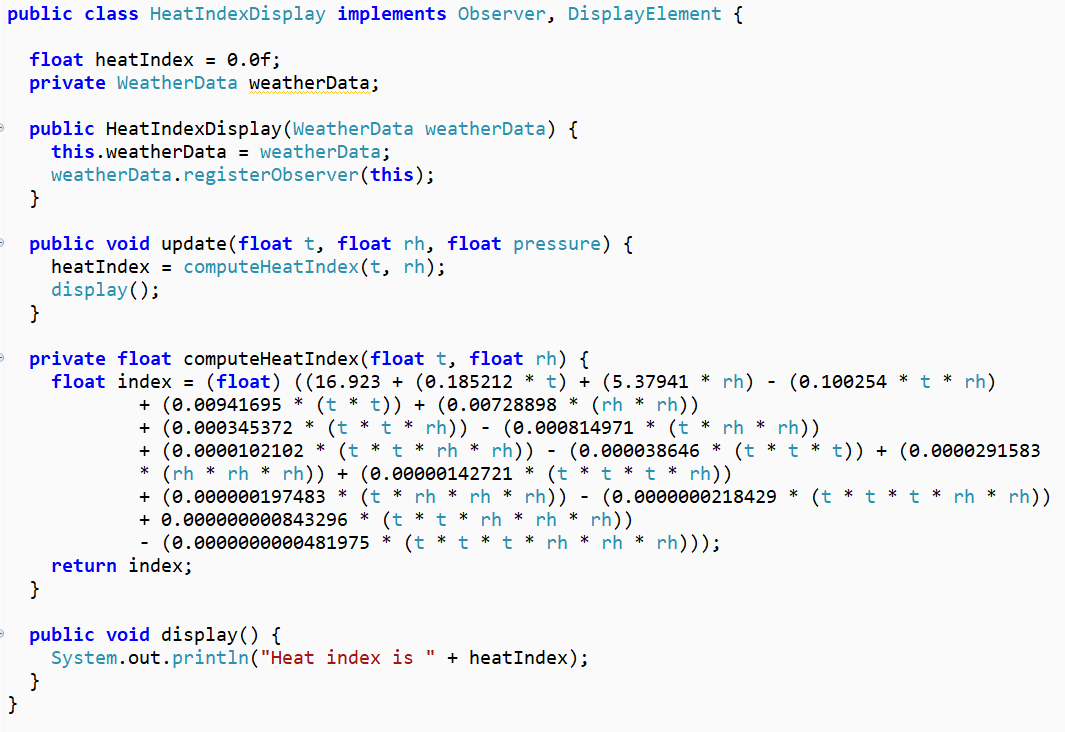 public class HeatIndexDisplay implements Observer, DisplayElement {
float heatIndex = 0.0f;
private WeatherData weatherData;
public HeatIndexDisplay(WeatherData weatherData) {
this.weatherData = weatherData;
weatherData.registerObserver(this);
}
public void update(float t, float rh, float pressure) {
heatIndex = computeHeatIndex(t, rh);
display();
}
private float computeHeatIndex(float t, float rh) {
float index = (float) ((16.923 + (0.185212 * t) + (5.37941 * rh) - (0.100254 * t * rh)
+ (0.00941695 * (t * t)) + (0.00728898 * (rh * rh))
+ (0.000345372 * (t * t * rh)) - (0.000814971 * (t * rh * rh))
+ (0.0000102102 * (t * t * rh * rh)) - (0.000038646 * (t * t * t)) + (0.0000291583
* (rh * rh * rh)) + (0.00000142721 * (t * t * t * rh))
+ (0.000000197483 * (t * rh * rh * rh)) - (0.0000000218429 * (t * t * t * rh * rh))
+ 0.000000000843296 * (t * t * rh * rh * rh))
- (0.0000000000481975 * (t * t * t * rh * rh * rh)));
return index;
}
public void display() {
System.out.println("Heat index is " + heatIndex);
}
}